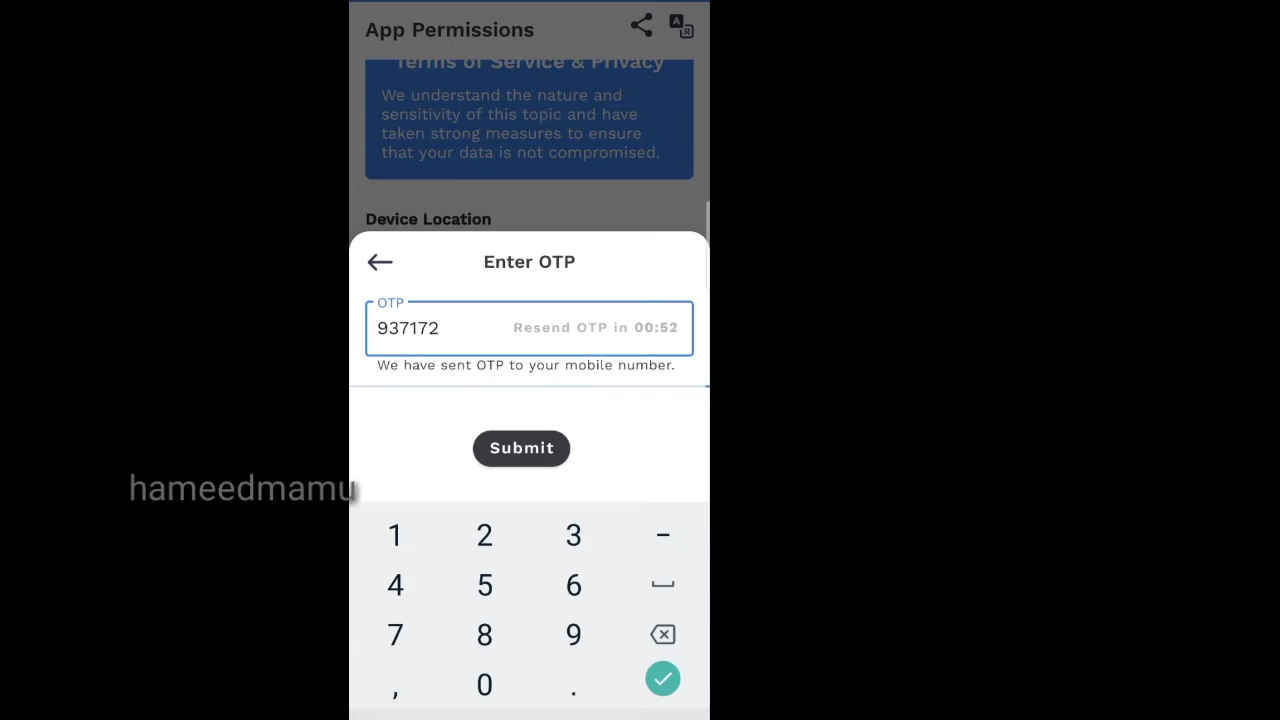 App Permissions
Terms of Service & Privacy
We understand the nature and
sensitivity of this topic and have
taken strong measures to ensure
that your data is not compromised.
Device Location
Enter OTP
OTP
937172 Resend OTP in 00:52
We have sent OTP to your mobile number.
Submit
hameedmamu
1 2 3 -
4 5 6
7 8 9
, 0 .